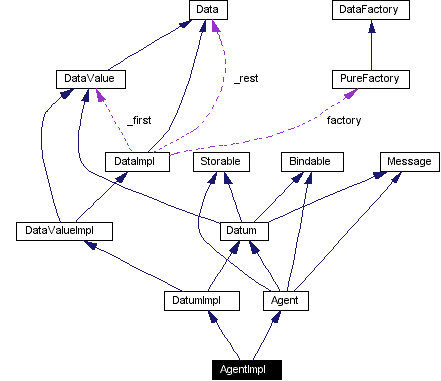 Data
DataFactory
DataValue
_rest
PureFactory
_first
factory
DataImpl
Storable
Bindable
Message
DataValueImpl
Datum
DatumImpl
Agent
AgentImpl